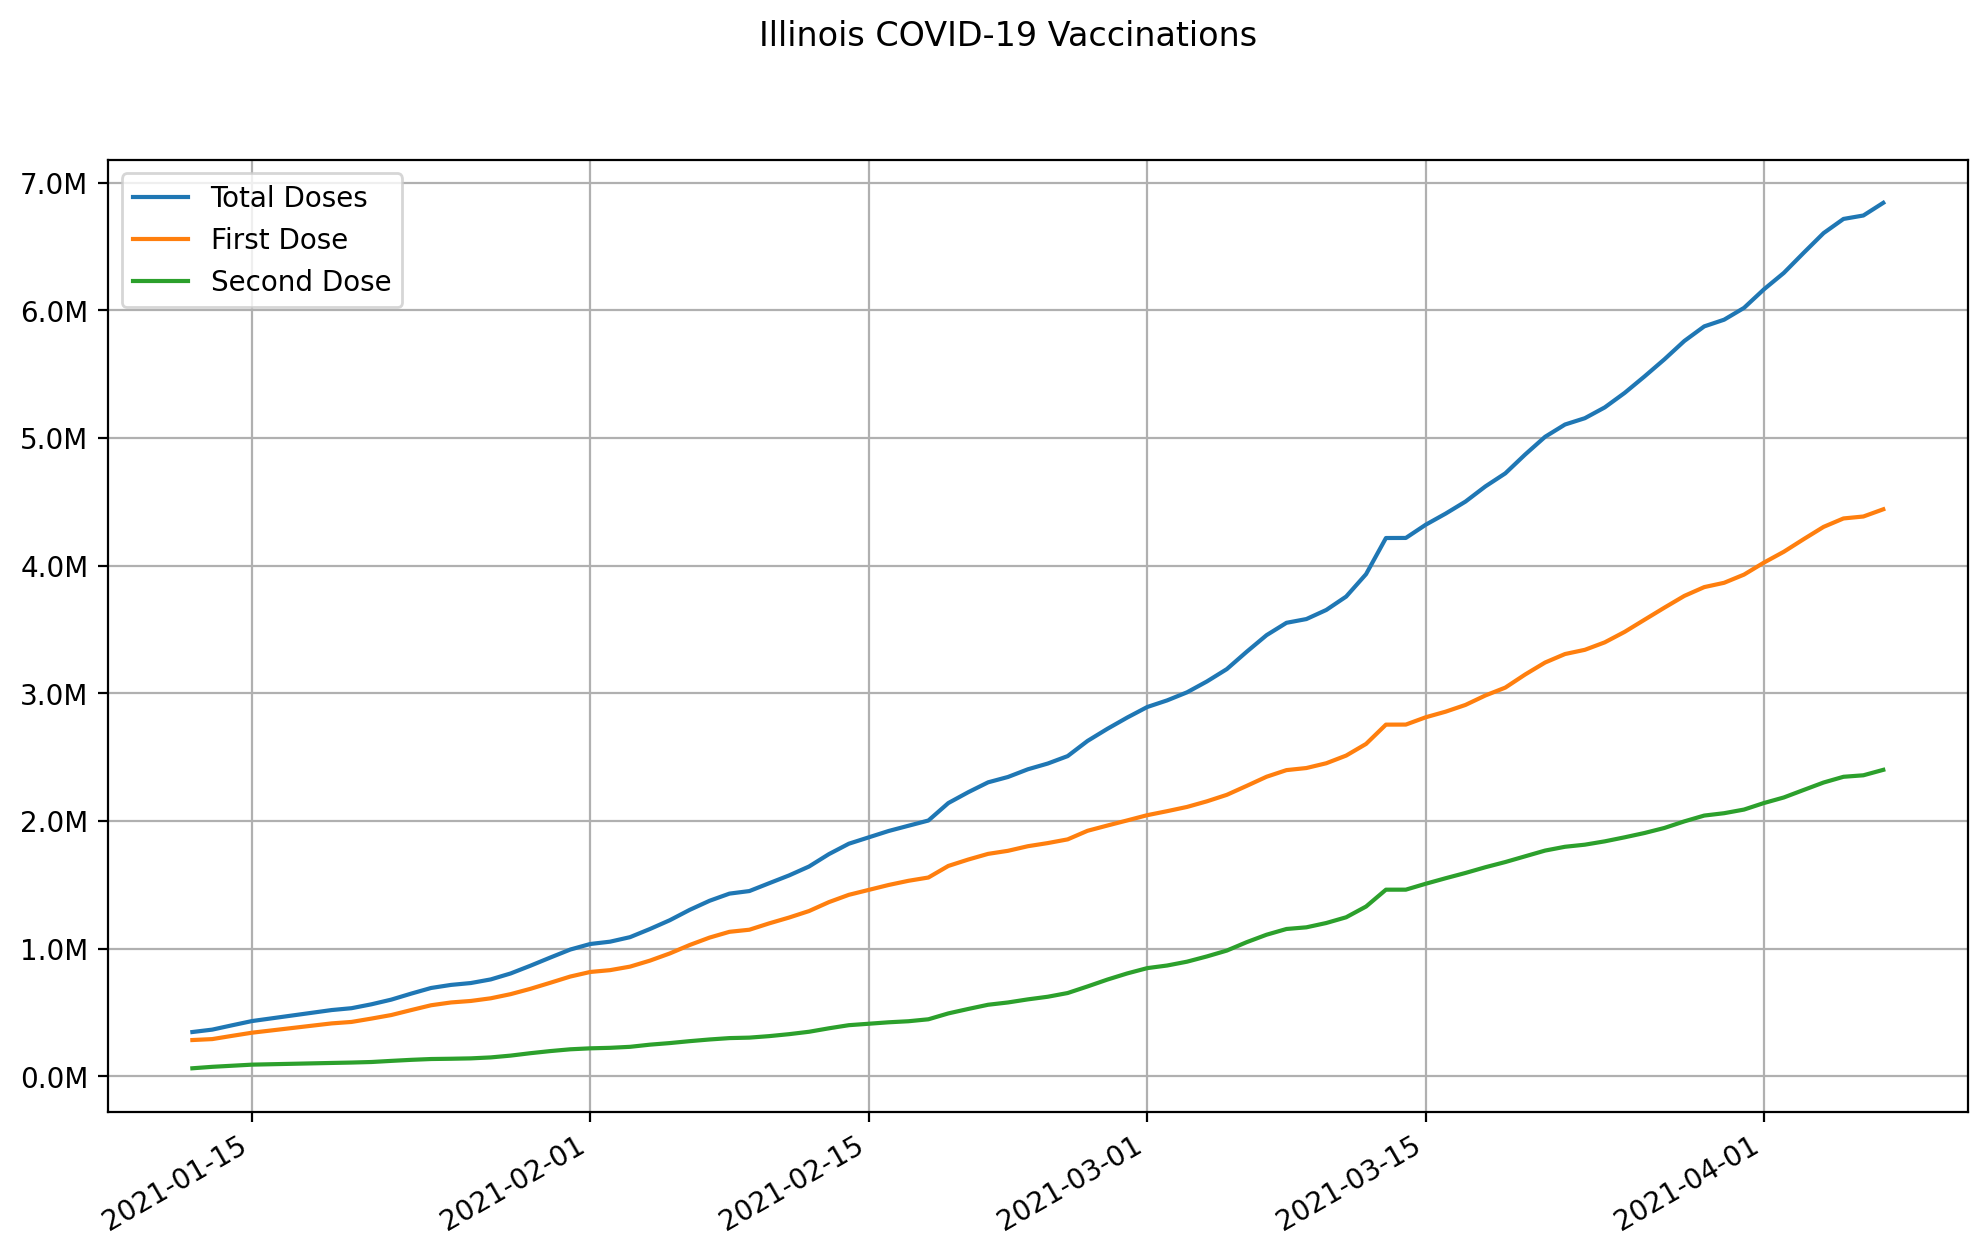 Illinois COVID-19 Vaccinations
7.0M
6.0M
5.0M
4.0M
3.0M
2.0M
1.0M
0.0M
Total Doses
First Dose
Second Dose
2021-01-15
2021-02-01
2021-02-15
2021-03-01
2021-03-15
2021-04-01